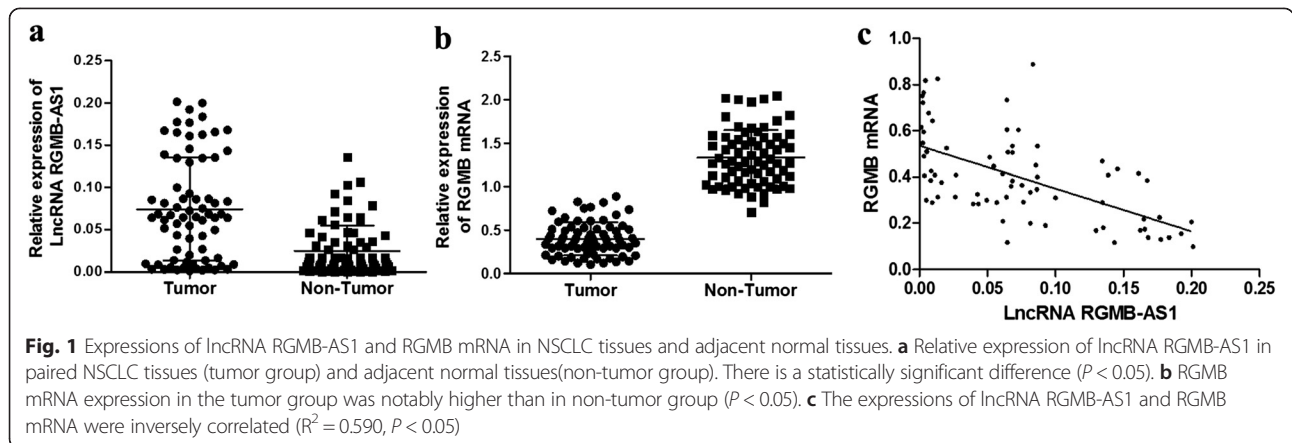 a
Relative expression of
LncRNA RGMB-AS1
0.25
0.20
0.15
0.10
0.05
0.00
Tumor
Non-Tumor
b
Relative expression
of RGMB mRNA
2.5
2.0
1.5
1.0
0.5
0.0
Tumor
Non-Tumor
c
RGMB mRNA
1.0
0.8
0.6
0.4
0.2
0.0
0.00
0.05
0.10
0.15
0.20
0.25
LncRNA RGMB-AS1
Fig. 1 Expressions of lncRNA RGMB-AS1 and RGMB mRNA in NSCLC tissues and adjacent normal tissues. a Relative expression of lncRNA RGMB-AS1 in
paired NSCLC tissues (tumor group) and adjacent normal tissues(non-tumor group). There is a statistically significant difference (P < 0.05). b RGMB
mRNA expression in the tumor group was notably higher than in non-tumor group (P < 0.05). c The expressions of lncRNA RGMB-AS1 and RGMB
mRNA were inversely correlated (R² = 0.590, P < 0.05)